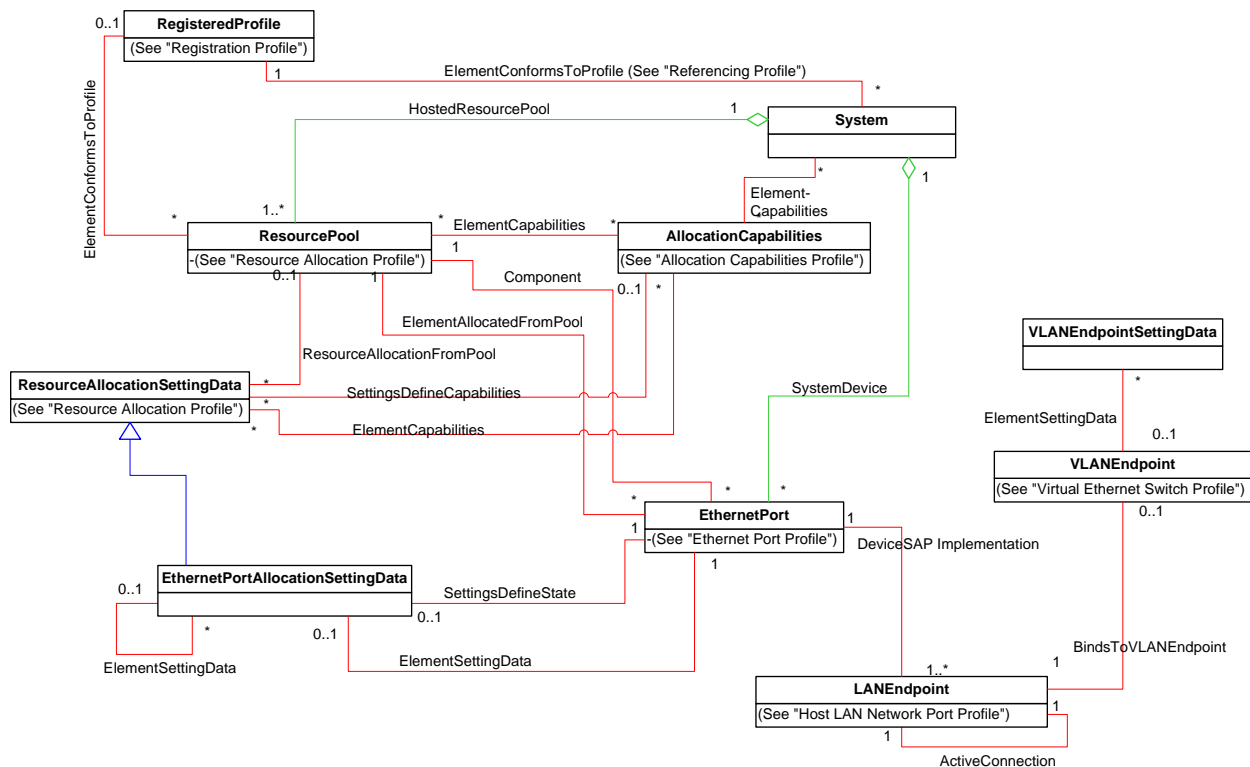 RegisteredProfile
(See "Registration Profile")
0..1
1
ElementConformsToProfile (See "Referencing Profile")
*
ElementConformsToProfile
*
HostedResourcePool
1
System
1
*
Element-
Capabilities
*
1..*
ResourcePool
-(See "Resource Allocation Profile")
*
ElementCapabilities
*
AllocationCapabilities
(See "Allocation Capabilities Profile")
1
0..1
1
Component
0..1
*
ElementAllocatedFromPool
ResourceAllocationFromPool
VLANEndpointSettingData
*
ResourceAllocationSettingData
(See "Resource Allocation Profile")
*
SettingsDefineCapabilities
*
*
ElementCapabilities
SystemDevice
ElementSettingData
0..1
VLANEndpoint
(See "Virtual Ethernet Switch Profile")
0..1
*
*
*
EthernetPort
-(See "Ethernet Port Profile")
1
1
1
DeviceSAP Implementation
EthernetPortAllocationSettingData
0..1
*
ElementSettingData
SettingsDefineState
0..1
0..1
ElementSettingData
BindsToVLANEndpoint
1
1..*
LANEndpoint
(See "Host LAN Network Port Profile")
1
1
ActiveConnection